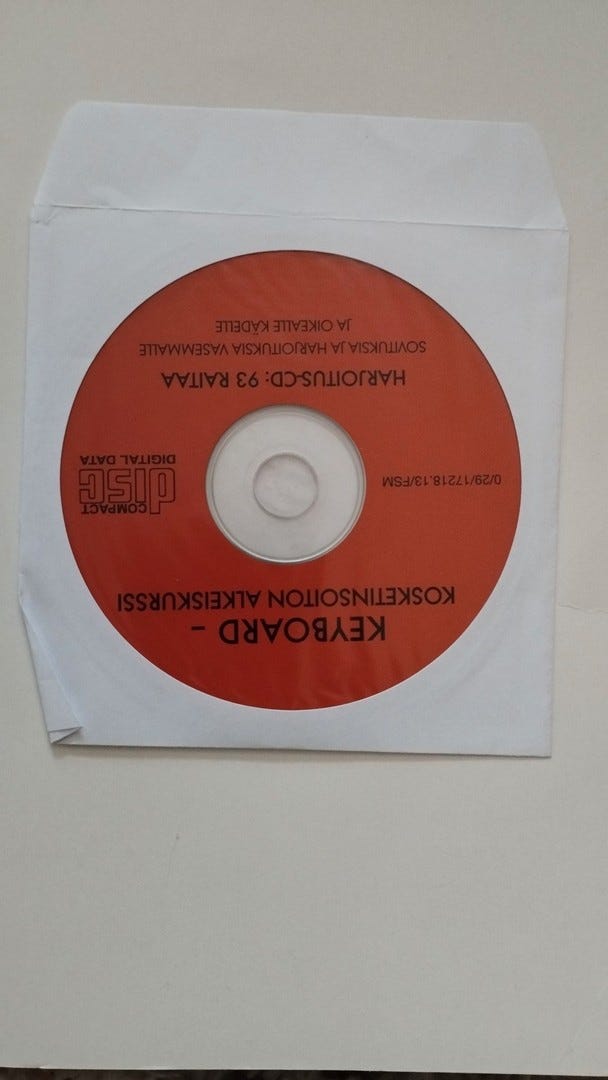 KEYBOARD –
KOSKETINSOITON ALKEISKURSSI
0/29/17218.13/FSM
COMPACT
disc
DIGITAL DATA
HARJOITUS-CD: 93 RAITAA
SOVITUKSIA JA HARJOITUKSIA VASEMMALLE
JA OIKEALLE KÄDELLE